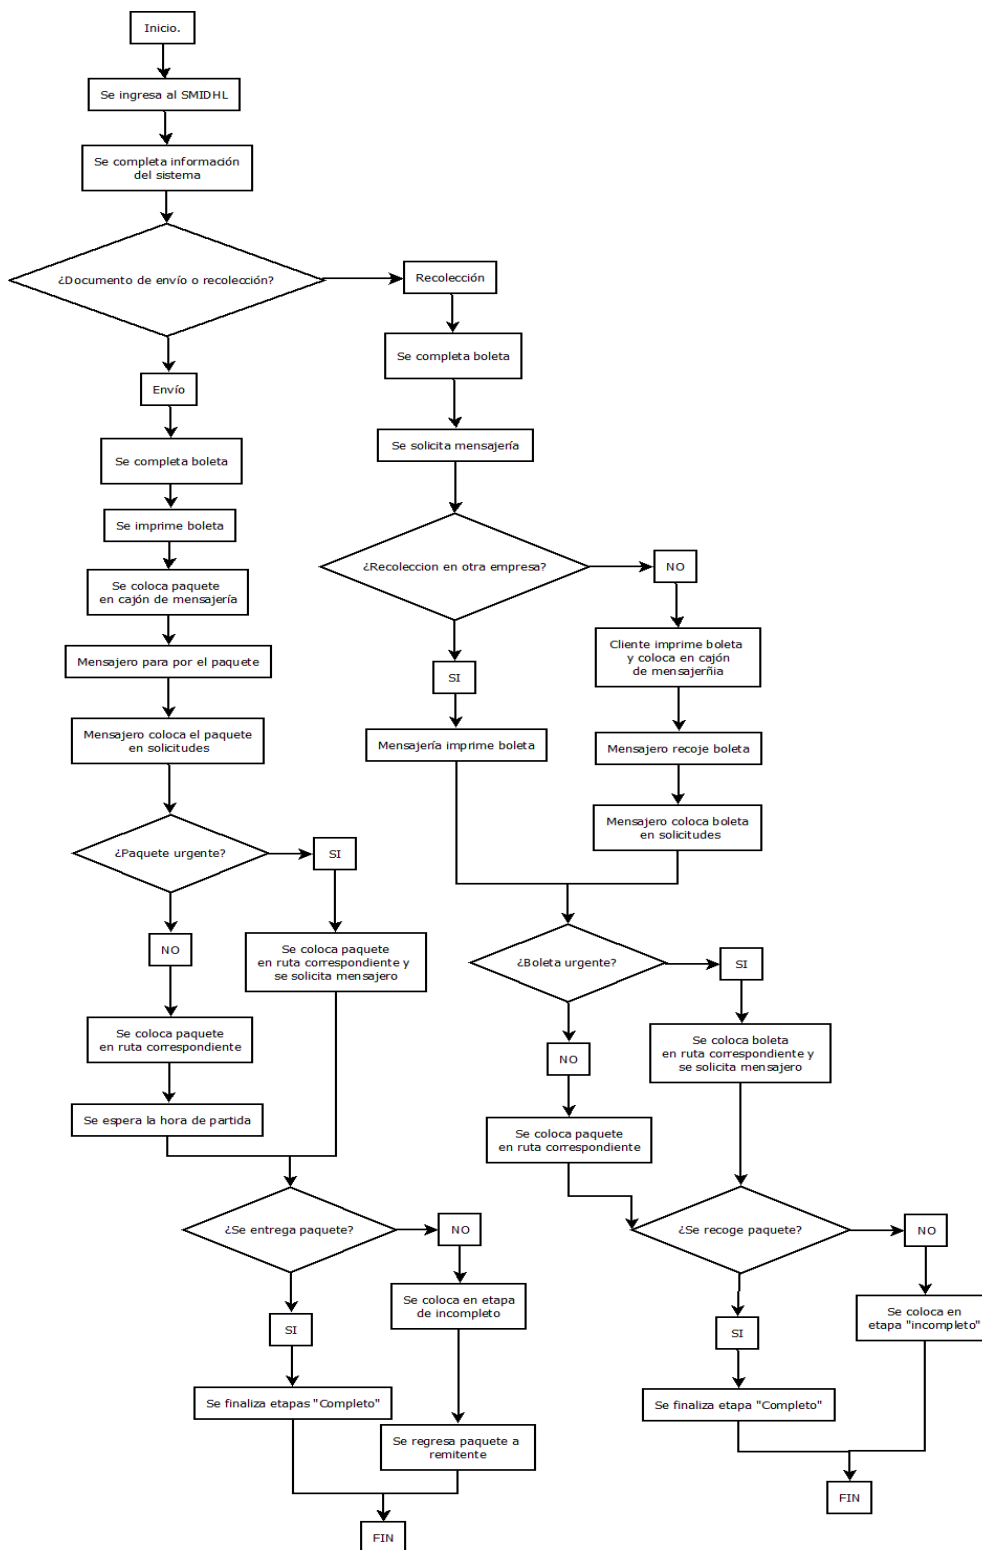 Inicio.
Se ingresa al SMIDHL
Se completa información
del sistema
¿Documento de envío o recolección?
Recolección
Se completa boleta
Envío
Se solicita mensajería
Se completa boleta
Se imprime boleta
¿Recoleccion en otra empresa?
NO
Se coloca paquete
en cajón de mensajería
Cliente imprime boleta
y coloca en cajón
de mensajerñia
Mensajero para por el paquete
SI
Mensajero coloca el paquete
en solicitudes
Mensajería imprime boleta
Mensajero recoje boleta
Mensajero coloca boleta
en solicitudes
¿Paquete urgente?
SI
NO
Se coloca paquete
en ruta correspondiente y
se solicita mensajero
¿Boleta urgente?
SI
Se coloca paquete
en ruta correspondiente
NO
Se coloca boleta
en ruta correspondiente y
se solicita mensajero
Se espera la hora de partida
Se coloca paquete
en ruta correspondiente
¿Se entrega paquete?
NO
¿Se recoge paquete?
NO
Se coloca en etapa
de incompleto
Se coloca en
etapa "incompleto"
SI
SI
Se finaliza etapas "Completo"
Se finaliza etapa "Completo"
Se regresa paquete a
remitente
FIN
FIN